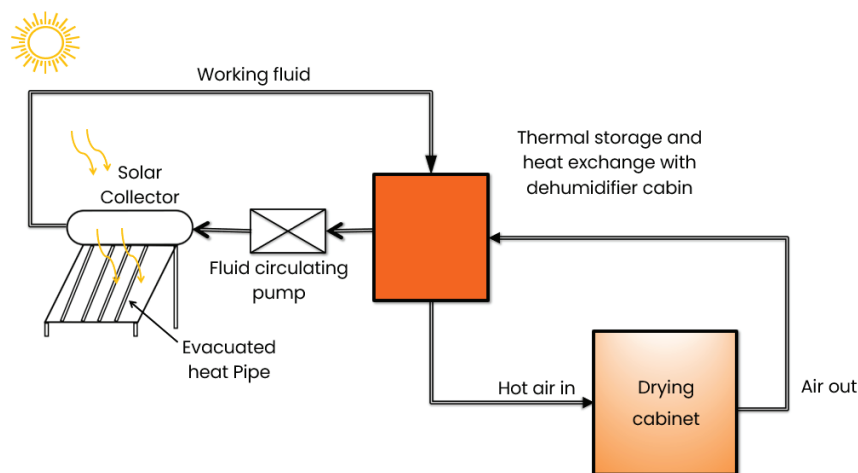 Working fluid
Thermal storage and
heat exchange with
dehumidifier cabin
Solar
Collector
Fluid circulating
pump
Evacuated
heat Pipe
Hot air in
Drying
cabinet
Air out